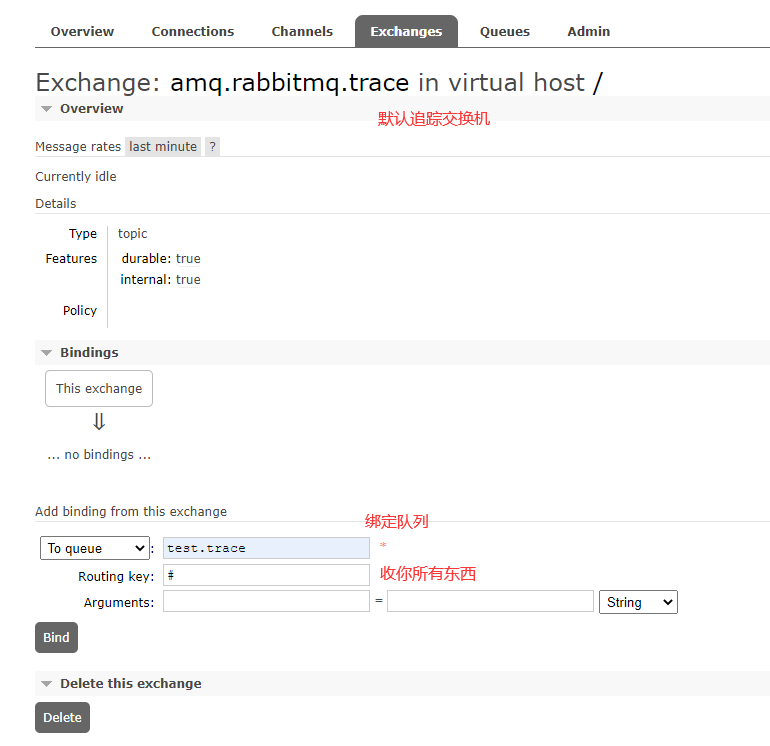 Overview Connections Channels Exchanges Queues Admin
Exchange: amq.rabbitmq.trace in virtual host /
Overview
默认追踪交换机
Message rates last minute ?
Currently idle
Details
Type topic
Features durable: true
internal: true
Policy
Bindings
This exchange
⇓
... no bindings ...
Add binding from this exchange
绑定队列
To queue : test.trace *
Routing key: # 收你所有东西
Arguments: = String
Bind
Delete this exchange
Delete